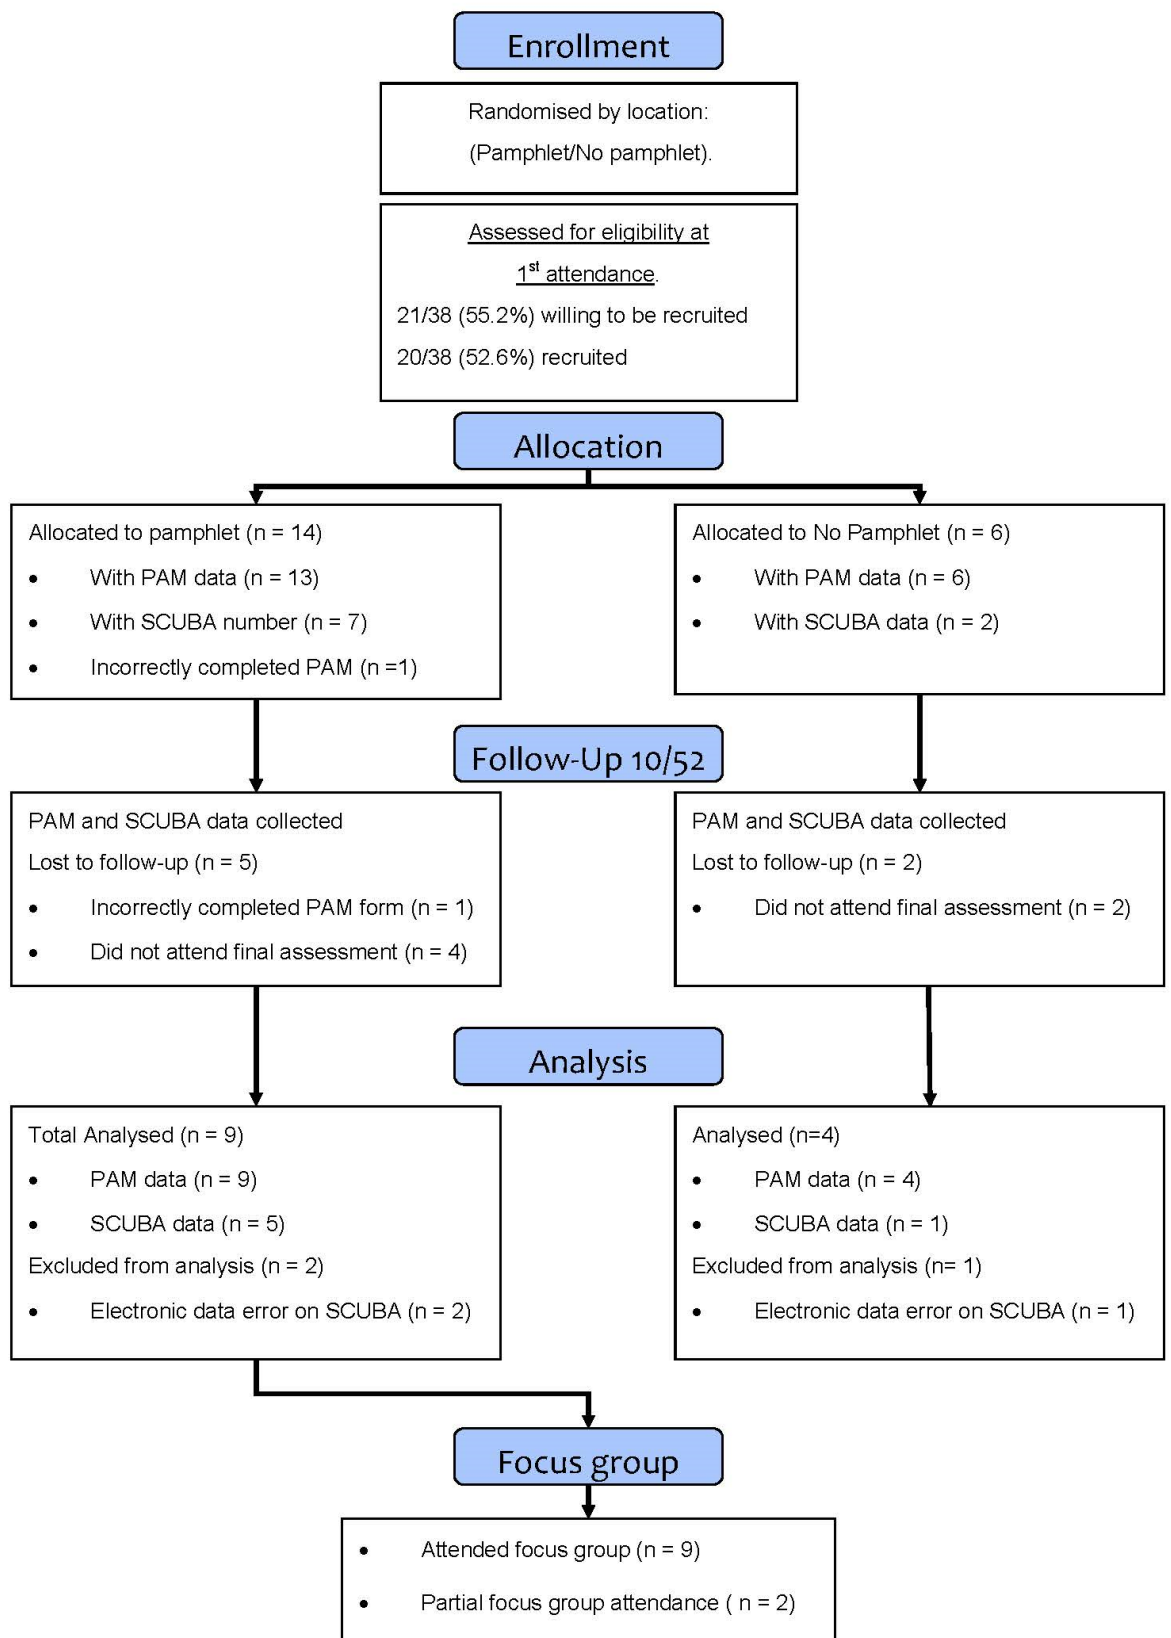 Enrollment
Randomised by location:
(Pamphlet/No pamphlet).
Assessed for eligibility at
1st attendance.
21/38 (55.2%) willing to be recruited
20/38 (52.6%) recruited
Allocation
Allocated to pamphlet (n = 14)
• With PAM data (n = 13)
• With SCUBA number (n = 7)
• Incorrectly completed PAM (n =1)
Allocated to No Pamphlet (n = 6)
• With PAM data (n = 6)
• With SCUBA data (n = 2)
Follow-Up 10/52
PAM and SCUBA data collected
Lost to follow-up (n = 5)
• Incorrectly completed PAM form (n = 1)
• Did not attend final assessment (n = 4)
PAM and SCUBA data collected
Lost to follow-up (n = 2)
• Did not attend final assessment (n = 2)
Analysis
Total Analysed (n = 9)
• PAM data (n = 9)
• SCUBA data (n = 5)
Excluded from analysis (n = 2)
• Electronic data error on SCUBA (n = 2)
Analysed (n=4)
• PAM data (n = 4)
• SCUBA data (n = 1)
Excluded from analysis (n= 1)
• Electronic data error on SCUBA (n = 1)
Focus group
• Attended focus group (n = 9)
• Partial focus group attendance ( n = 2)